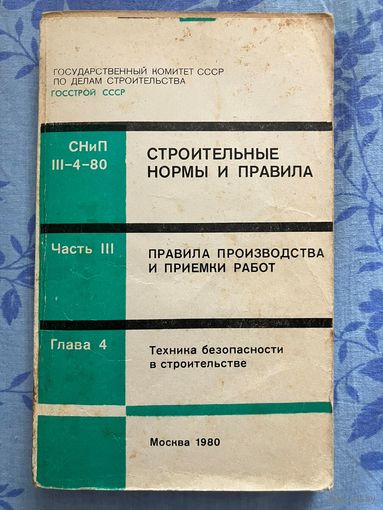 ГОСУДАРСТВЕННЫЙ КОМИТЕТ СССР
ПО ДЕЛАМ СТРОИТЕЛЬСТВА
ГОССТРОЙ СССР
СНиП
III–4–80
СТРОИТЕЛЬНЫЕ
НОРМЫ И ПРАВИЛА
Часть III
ПРАВИЛА ПРОИЗВОДСТВА
И ПРИЕМКИ РАБОТ
Глава 4
Техника безопасности
в строительстве
Москва 1980